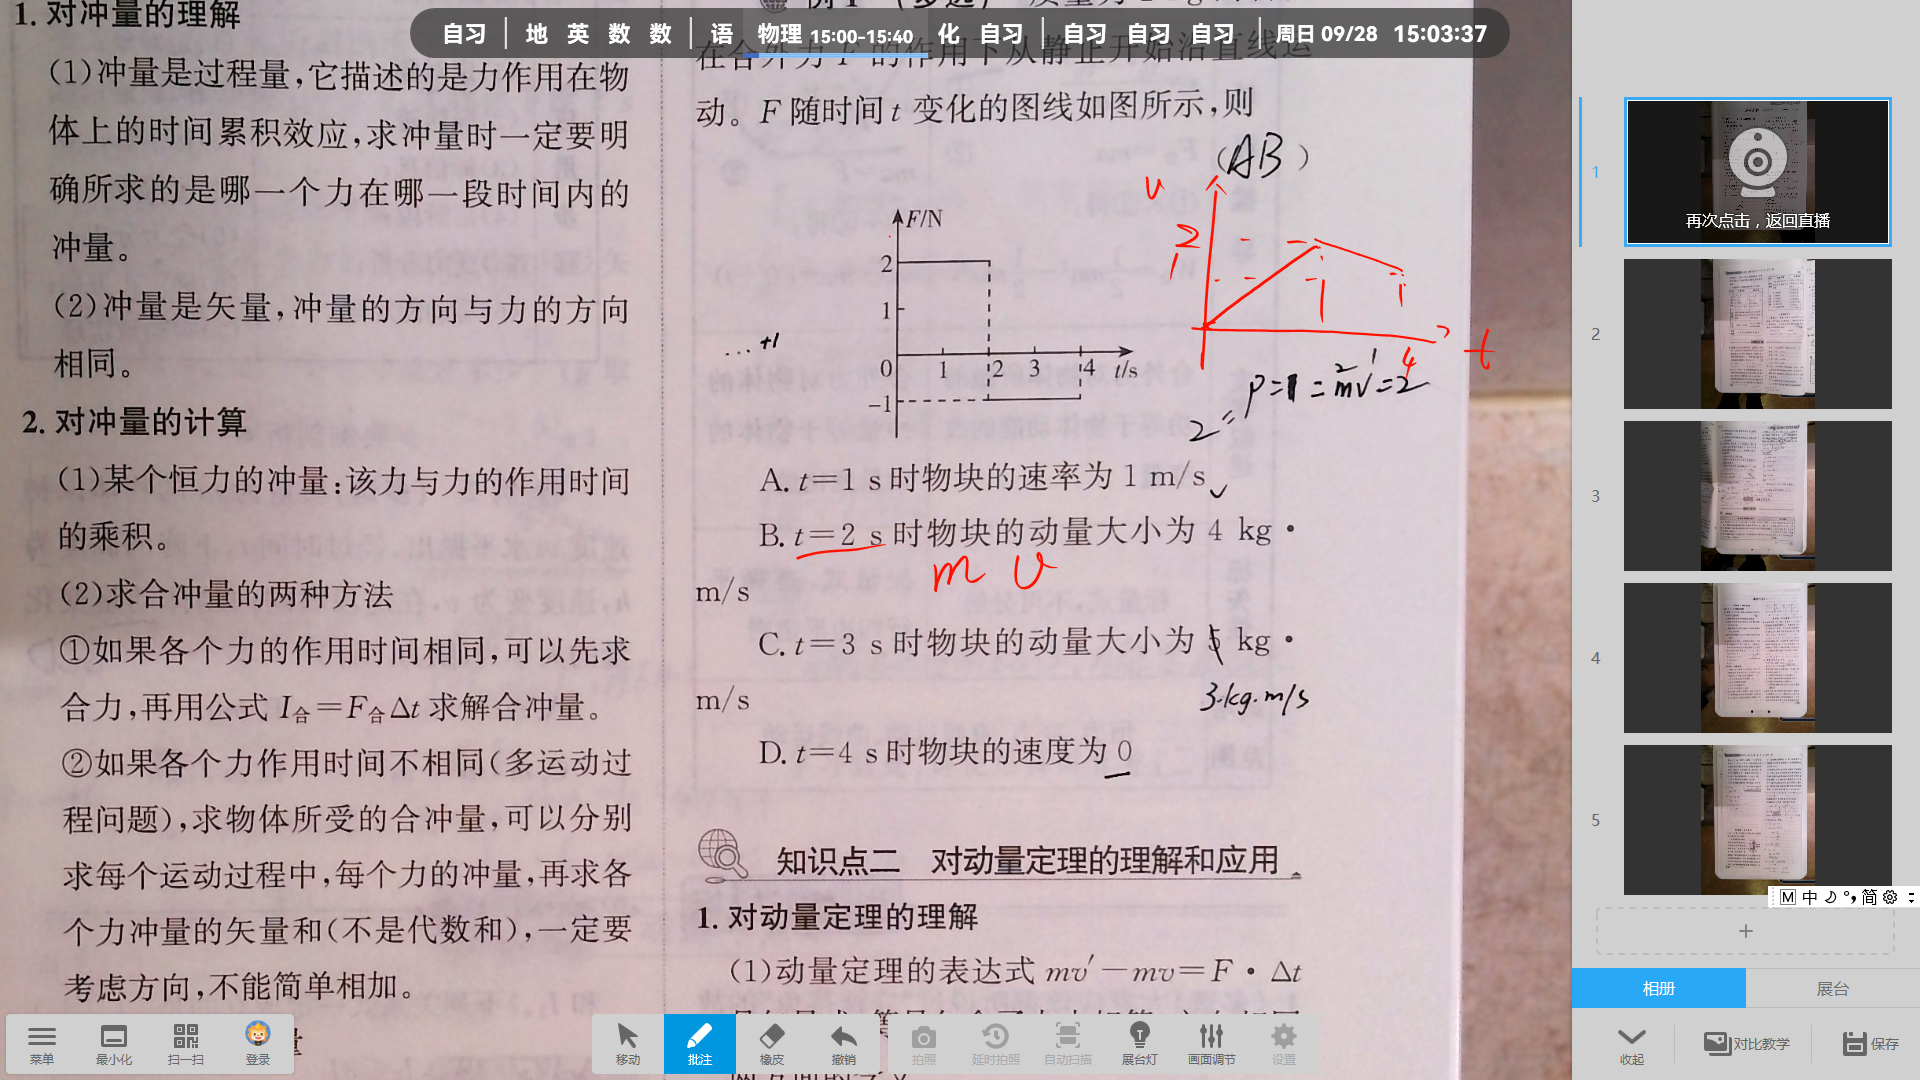 自习 | 地 英 数 数 | 语 物理 15:00-15:40 化 自习 | 自习 自习 自习 | 周日 09/28 15:03:37
1. 对冲量的理解
(1)冲量是过程量,它描述的是力作用在物
体上的时间累积效应,求冲量时一定要明
确所求的是哪一个力在哪一段时间内的
冲量。
(2)冲量是矢量,冲量的方向与力的方向
相同。
2. 对冲量的计算
(1)某个恒力的冲量:该力与力的作用时间
的乘积。
(2)求合冲量的两种方法
①如果各个力的作用时间相同,可以先求
合力,再用公式 I合=F合Δt 求解合冲量。
②如果各个力作用时间不相同(多运动过
程问题),求物体所受的合冲量,可以分别
求每个运动过程中,每个力的冲量,再求各
个力冲量的矢量和(不是代数和),一定要
考虑方向,不能简单相加。
量
在合外力 F 的作用下从静止开始沿直线运
动。F 随时间 t 变化的图线如图所示,则
(AB)
F/N
2
1
0 1 2 3 4 t/s
-1
... +1
v
2
1
4 t
2
A. t=1 s 时物块的速率为 1 m/s
B. t=2 s 时物块的动量大小为 4 kg·
m v
m/s
C. t=3 s 时物块的动量大小为 5 kg·
m/s
3·kg·m/s
D. t=4 s 时物块的速度为 0
知识点二 对动量定理的理解和应用
1. 对动量定理的理解
(1)动量定理的表达式 mv′-mv=F·Δt
1
再次点击,返回直播
2
3
4
5
M 中 简
+
相册 展台
菜单 最小化 扫一扫 登录
移动 批注 橡皮 撤销 拍照 延时拍照 自动扫描 展台灯 画面调节 设置
收起 对比教学 保存